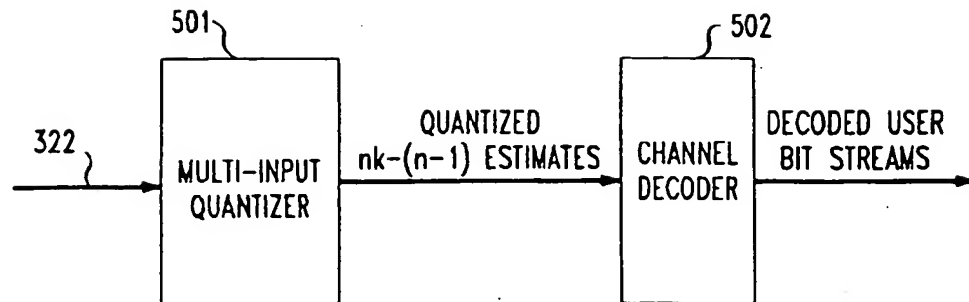 501
502
322
MULTI-INPUT
QUANTIZER
QUANTIZED
nk-(n-1) ESTIMATES
CHANNEL
DECODER
DECODED USER
BIT STREAMS